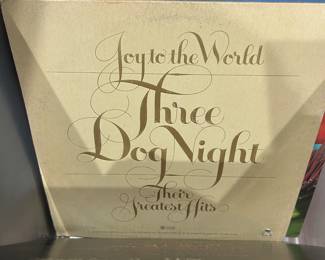 Joy to the World
Three
Dog Night
Their
Greatest Hits